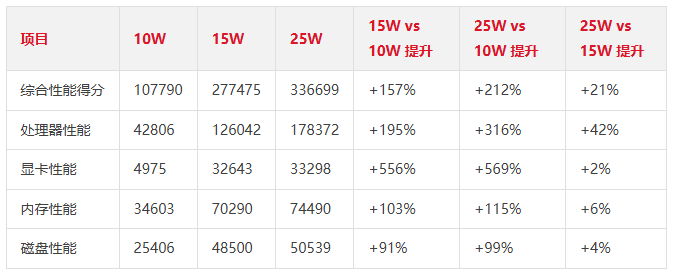 项目 10W 15W 25W 15W vs 10W 提升 25W vs 10W 提升 25W vs 15W 提升
综合性能得分 107790 277475 336699 +157% +212% +21%
处理器性能 42806 126042 178372 +195% +316% +42%
显卡性能 4975 32643 33298 +556% +569% +2%
内存性能 34603 70290 74490 +103% +115% +6%
磁盘性能 25406 48500 50539 +91% +99% +4%